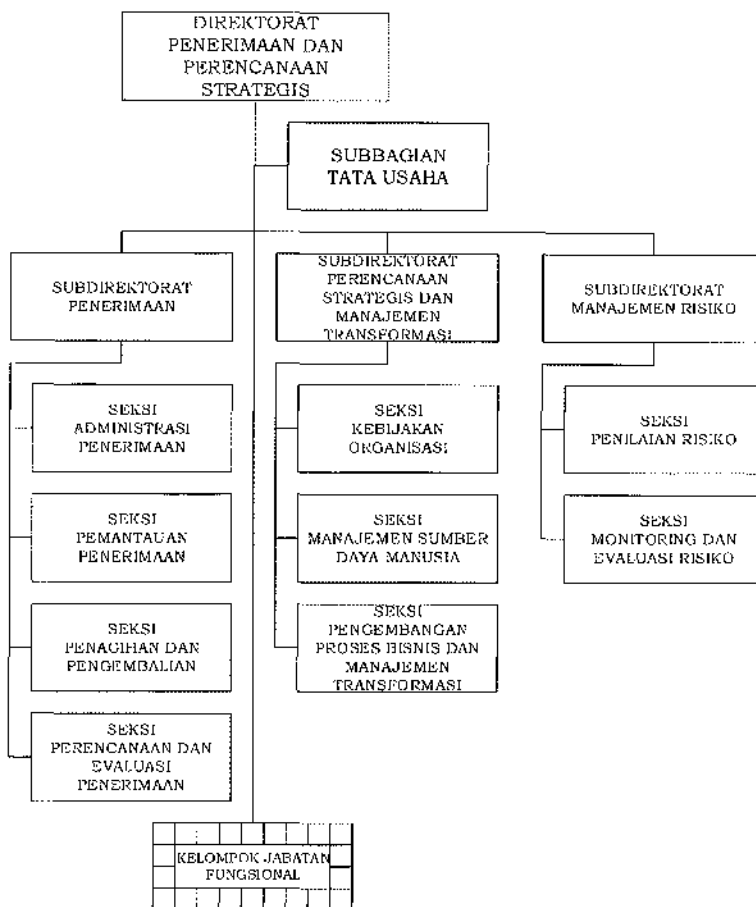 DIREKTORAT
PENERIMAAN DAN
PERENCANAAN
STRATEGIS
SUBBAGIAN
TATA USAHA
SUBDIREKTORAT
PENERIMAAN
SUBDIREKTORAT
PERENCANAAN
STRATEGIS DAN
MANAJEMEN
TRANSFORMASI
SUBDIREKTORAT
MANAJEMEN RISIKO
SEKSI
ADMINISTRASI
PENERIMAAN
SEKSI
KEBIJAKAN
ORGANISASI
SEKSI
PENILAIAN RISIKO
SEKSI
PEMANTAUAN
PENERIMAAN
SEKSI
MANAJEMEN SUMBER
DAYA MANUSIA
SEKSI
MONITORING DAN
EVALUASI RISIKO
SEKSI
PENAGIHAN DAN
PENGEMBALIAN
SEKSI
PENGEMBANGAN
PROSES BISNIS DAN
MANAJEMEN
TRANSFORMASI
SEKSI
PERENCANAAN DAN
EVALUASI
PENERIMAAN
KELOMPOK JABATAN
FUNGSIONAL